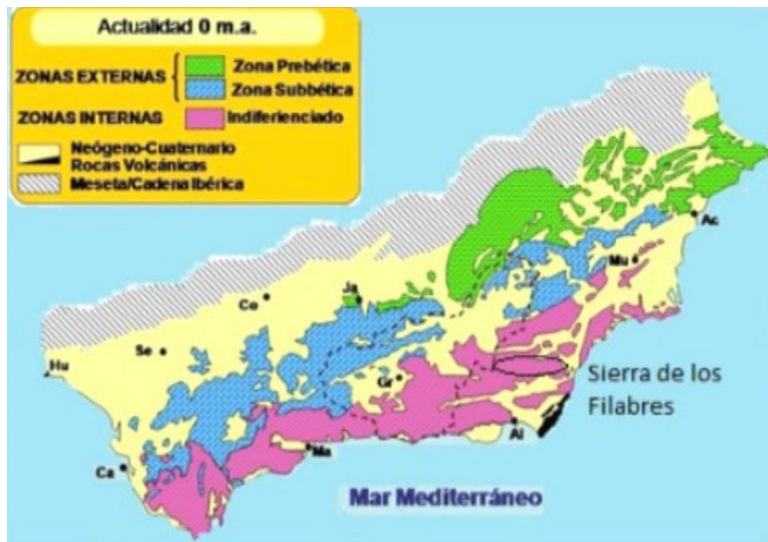 Actualidad 0 m.a.
ZONAS EXTERNAS
Zona Prebética
Zona Subbética
ZONAS INTERNAS
Indiferienciado
Neógeno-Cuaternario
Rocas Volcánicas
Meseta/Cadena Ibérica
Ac
Mu
Ja
Co
Se
Hu
Gr
Sierra de los
Filabres
Al
Ma
Ca
Mar Mediterráneo